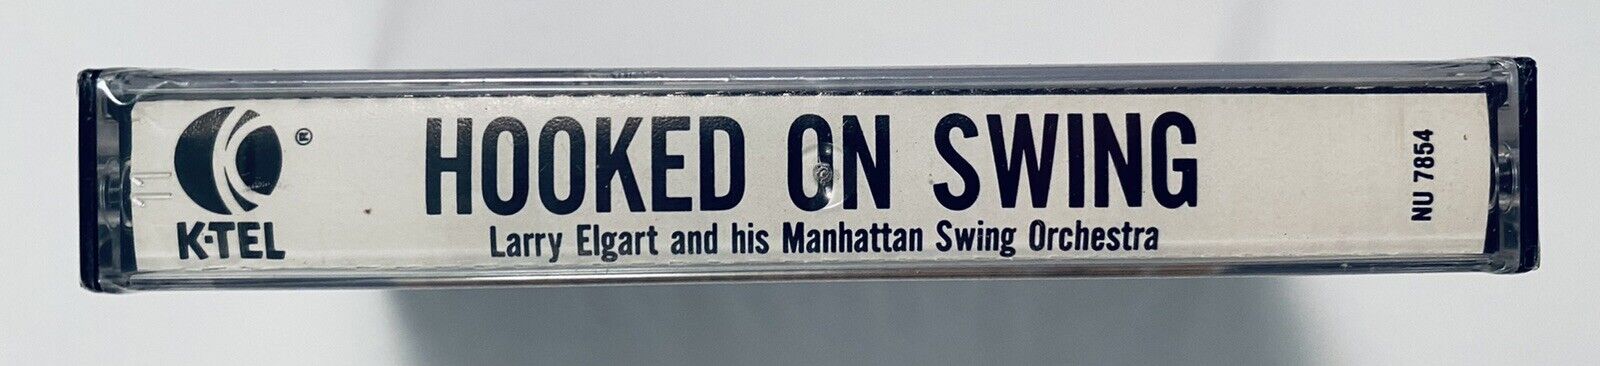 K-TEL ®
HOOKED ON SWING
Larry Elgart and his Manhattan Swing Orchestra
NU 7854